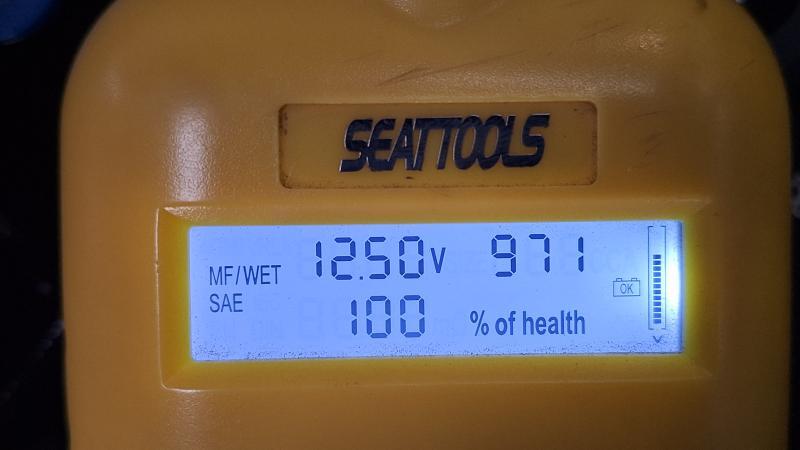 SEATTOOLS
MF/WET 12.50V 971
OK
SAE 100 % of health